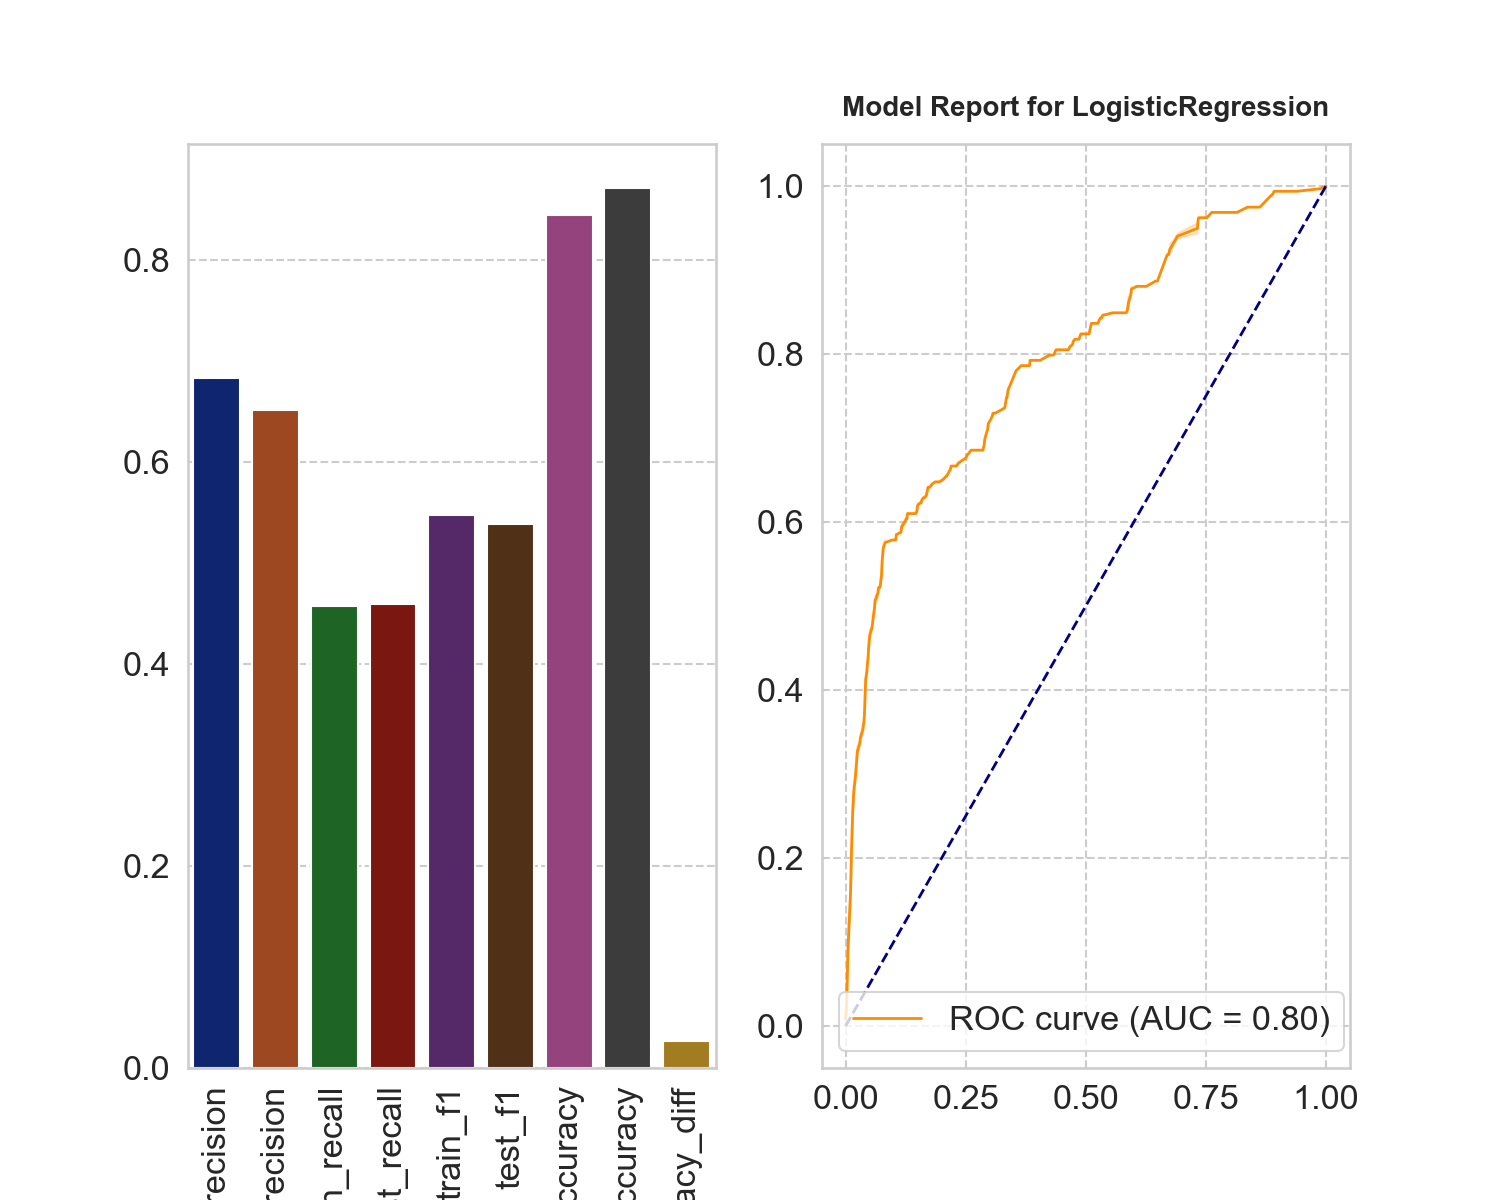 0.8
0.6
0.4
0.2
0.0
recision
recision
n_recall
t_recall
train_f1
test_f1
ccuracy
ccuracy
acy_diff
Model Report for LogisticRegression
1.0
0.8
0.6
0.4
0.2
0.0
ROC curve (AUC = 0.80)
0.00 0.25 0.50 0.75 1.00